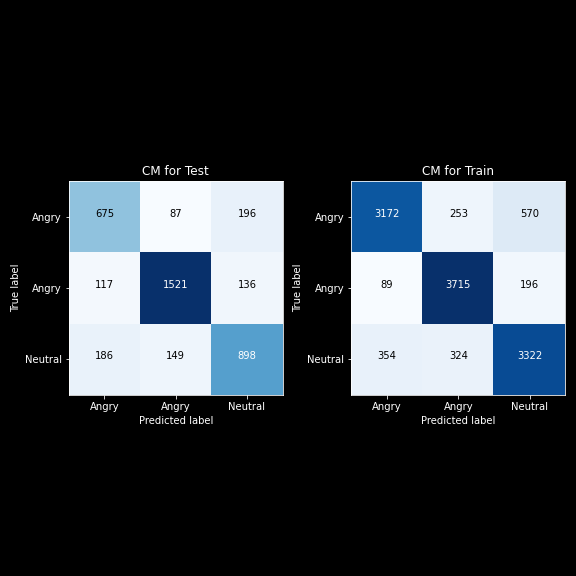 CM for Test
True label
Angry 675 87 196
Angry 117 1521 136
Neutral 186 149 898
Angry Angry Neutral
Predicted label
CM for Train
True label
Angry 3172 253 570
Angry 89 3715 196
Neutral 354 324 3322
Angry Angry Neutral
Predicted label